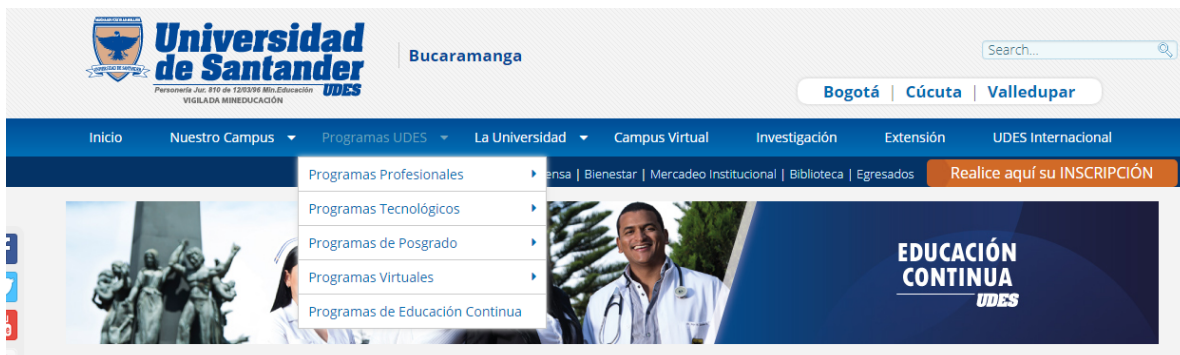 Universidad
de Santander
Personería Jur. 810 de 12/03/96 Min.Educación UDES
VIGILADA MINEDUCACIÓN
Bucaramanga
Search...
Bogotá | Cúcuta | Valledupar
Inicio Nuestro Campus Programas UDES La Universidad Campus Virtual Investigación Extensión UDES Internacional
ensa | Bienestar | Mercadeo Institucional | Biblioteca | Egresados Realice aquí su INSCRIPCIÓN
Programas Profesionales
Programas Tecnológicos
Programas de Posgrado
Programas Virtuales
Programas de Educación Continua
EDUCACIÓN
CONTINUA
UDES